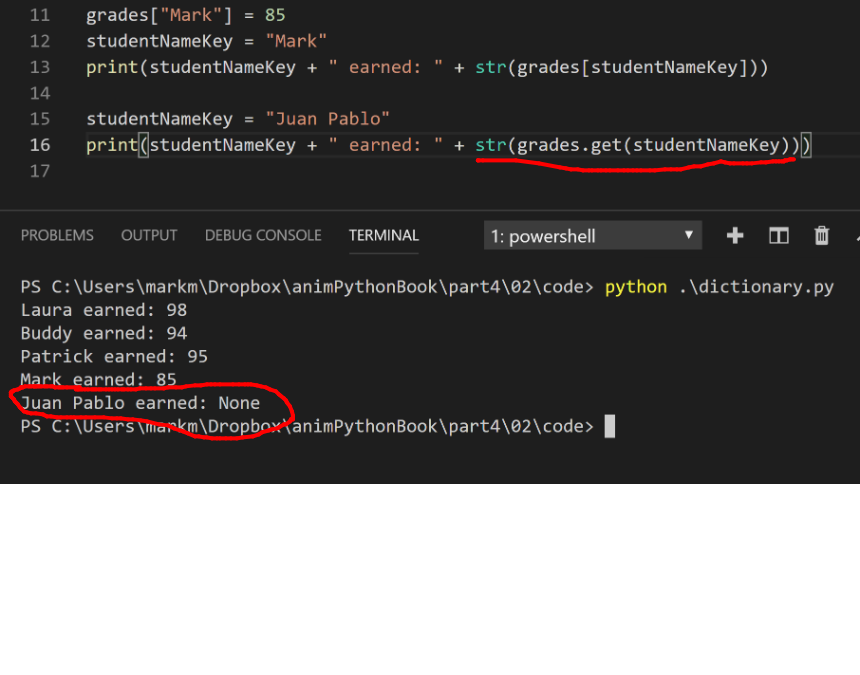 11 grades["Mark"] = 85
12 studentNameKey = "Mark"
13 print(studentNameKey + " earned: " + str(grades[studentNameKey]))
14
15 studentNameKey = "Juan Pablo"
16 print(studentNameKey + " earned: " + str(grades.get(studentNameKey)))
17
PROBLEMS OUTPUT DEBUG CONSOLE TERMINAL 1: powershell
PS C:\Users\markm\Dropbox\animPythonBook\part4\02\code> python .\dictionary.py
Laura earned: 98
Buddy earned: 94
Patrick earned: 95
Mark earned: 85
Juan Pablo earned: None
PS C:\Users\markm\Dropbox\animPythonBook\part4\02\code>